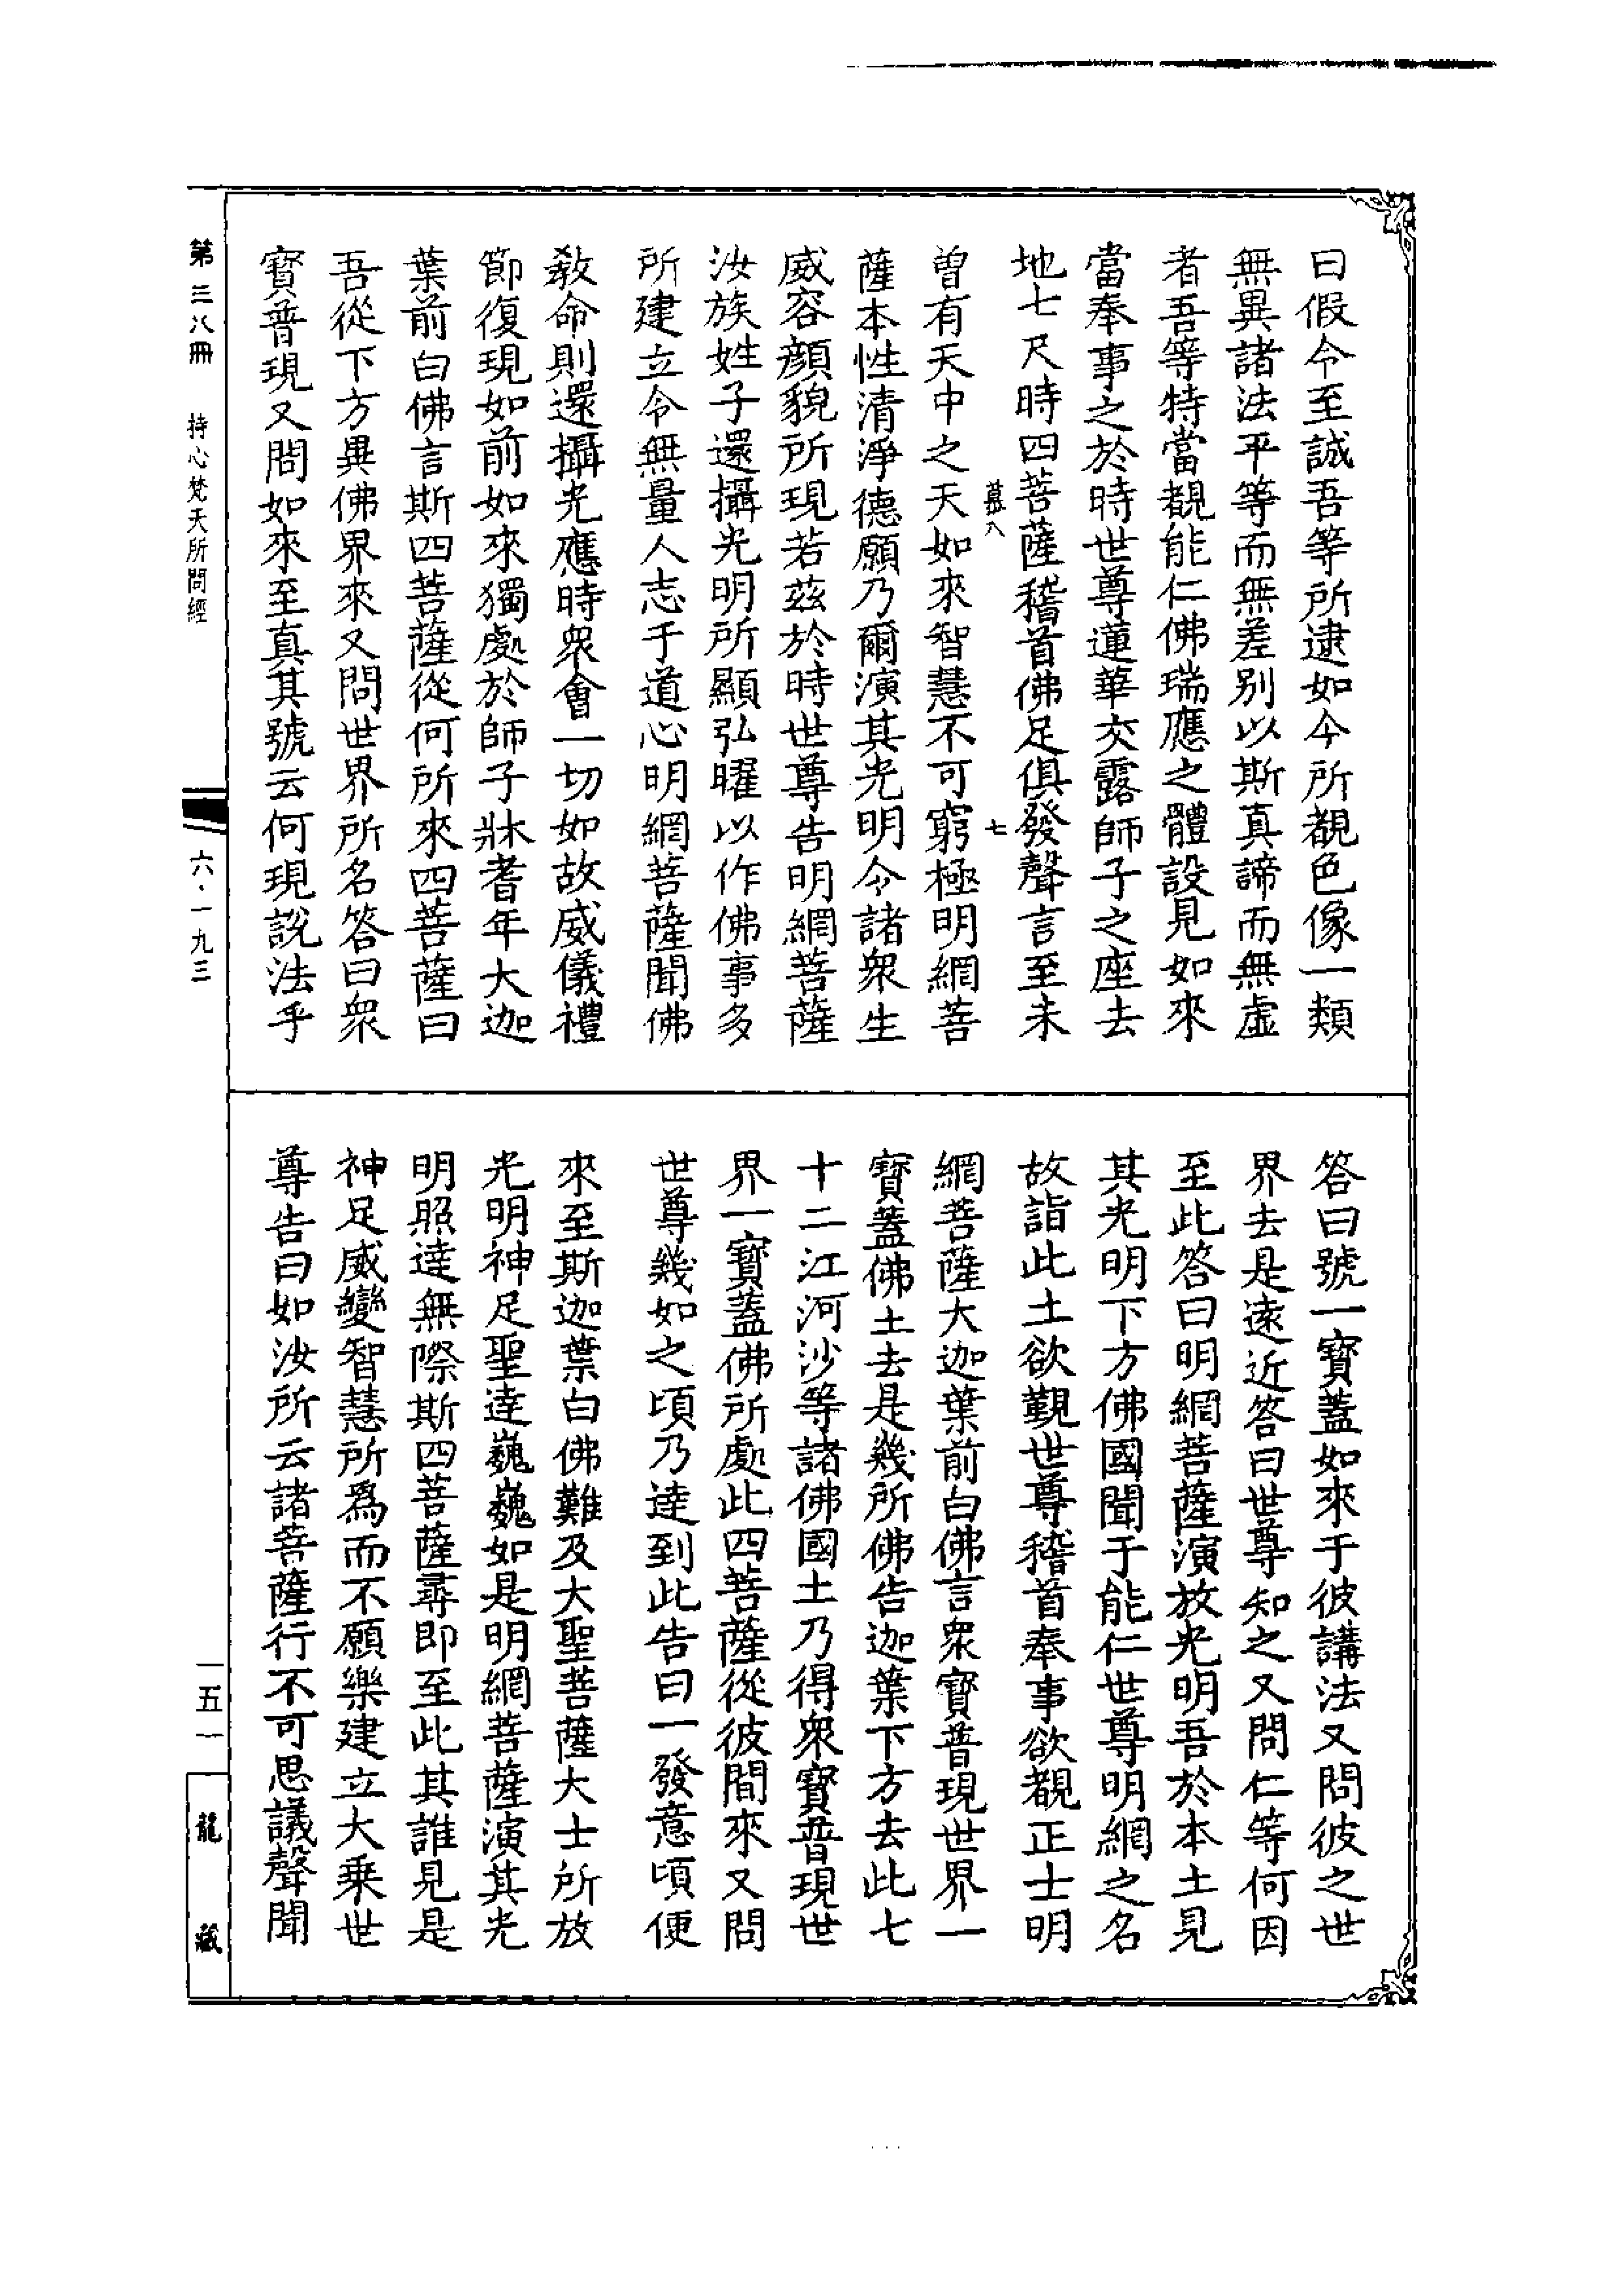 曰假令至誠吾等所逮如今所覩色像一類
無異諸法平等而無差別以斯真諦而無虛
者吾等特當覩能仁佛瑞應之體設見如來
當奉事之於時世尊蓮華交露師子之座去
地七尺時四菩薩稽首佛足俱發聲言至未
慕八 七
曾有天中之天如來智慧不可窮極明網菩
薩本性清淨德願乃爾演其光明令諸衆生
威容顏貌所現若茲於時世尊告明網菩薩
汝族姓子還攝光明所顯弘曜以作佛事多
所建立令無量人志于道心明網菩薩聞佛
敎命則還攝光應時衆會一切如故威儀禮
節復現如前如來獨處於師子牀耆年大迦
葉前白佛言斯四菩薩從何所來四菩薩曰
吾從下方異佛界來又問世界所名答曰衆
寶普現又問如來至真其號云何現說法乎
答曰號一寶蓋如來于彼講法又問彼之世
界去是遠近答曰世尊知之又問仁等何因
至此答曰明網菩薩演放光明吾於本土見
其光明下方佛國聞于能仁世尊明網之名
故詣此土欲覲世尊稽首奉事欲覩正士明
網菩薩大迦葉前白佛言衆寶普現世界一
寶蓋佛土去是幾所佛告迦葉下方去此七
十二江河沙等諸佛國土乃得衆寶普現世
界一寶蓋佛所處此四菩薩從彼間來又問
世尊幾如之頃乃達到此告曰一發意頃便
來至斯迦葉白佛難及大聖菩薩大士所放
光明神足聖達巍巍如是明網菩薩演其光
明照達無際斯四菩薩尋即至此其誰見是
神足威變智慧所爲而不願樂建立大乘世
尊告曰如汝所云諸菩薩行不可思議聲聞
第三八冊 持心梵天所問經 六·一九三
一五一
龍藏